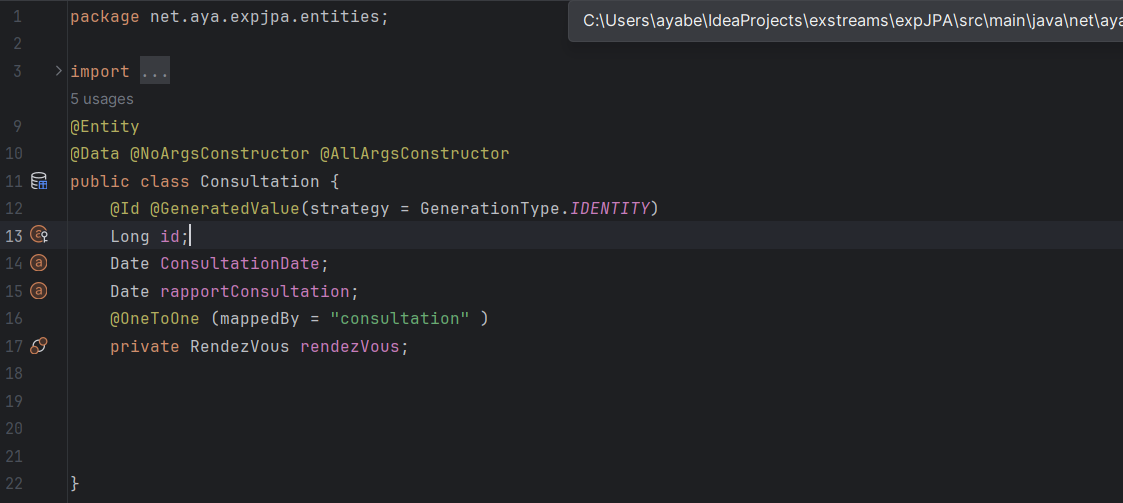 1 package net.aya.expjpa.entities;
C:\Users\ayabe\IdeaProjects\exstreams\expJPA\src\main\java\net\aya
2
3 import ...
5 usages
9 @Entity
10 @Data @NoArgsConstructor @AllArgsConstructor
11 public class Consultation {
12 @Id @GeneratedValue(strategy = GenerationType.IDENTITY)
13 Long id;
14 Date ConsultationDate;
15 Date rapportConsultation;
16 @OneToOne (mappedBy = "consultation" )
17 private RendezVous rendezVous;
18
19
20
21
22 }